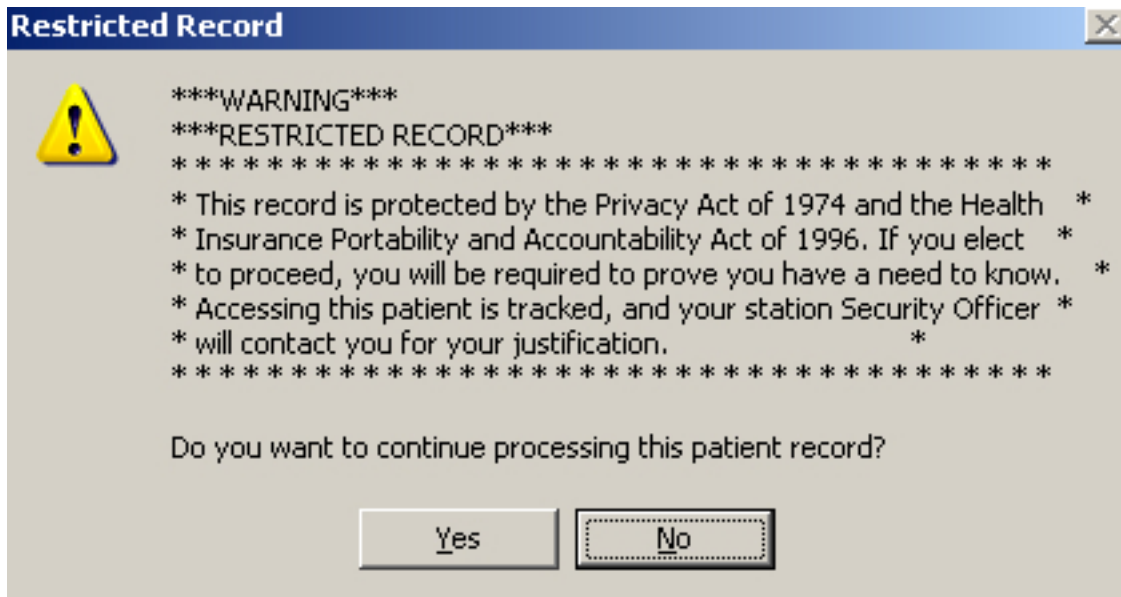 Restricted Record
***WARNING***
***RESTRICTED RECORD***
* * * * * * * * * * * * * * * * * * * * * * * * * * * * * * * * * * * * *
* This record is protected by the Privacy Act of 1974 and the Health *
* Insurance Portability and Accountability Act of 1996. If you elect *
* to proceed, you will be required to prove you have a need to know. *
* Accessing this patient is tracked, and your station Security Officer *
* will contact you for your justification. *
* * * * * * * * * * * * * * * * * * * * * * * * * * * * * * * * * * * * *
Do you want to continue processing this patient record?
Yes No